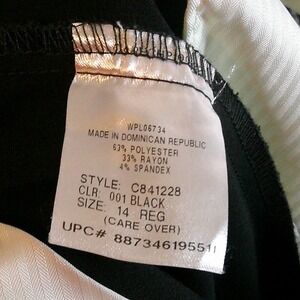 WPL06734
MADE IN DOMINICAN REPUBLIC
63% POLYESTER
33% RAYON
4% SPANDEX
STYLE: C841228
CLR: 001 BLACK
SIZE: 14 REG
(CARE OVER)
UPC# 887346195511